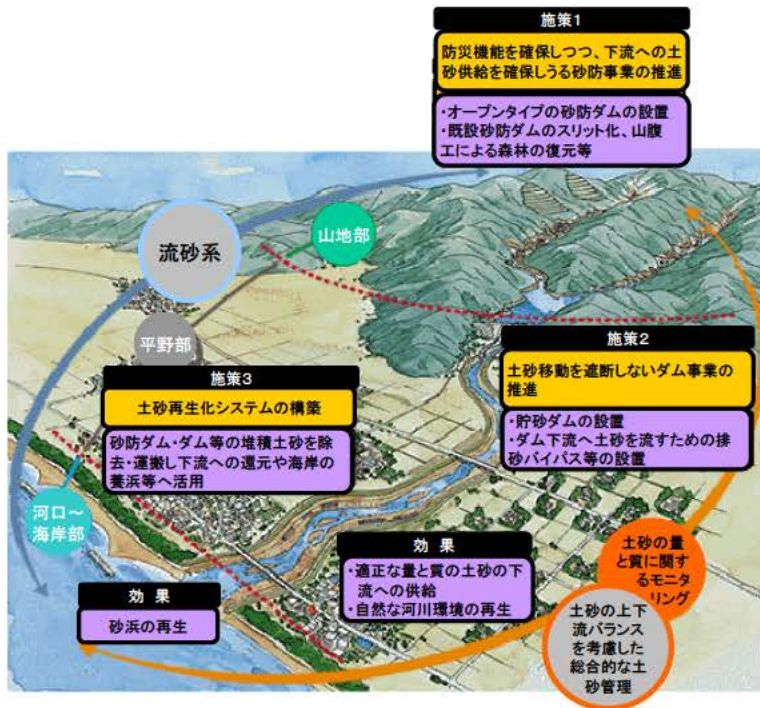 施策1
防災機能を確保しつつ、下流への土
砂供給を確保しうる砂防事業の推進
・オープンタイプの砂防ダムの設置
・既設砂防ダムのスリット化、山腹
工による森林の復元等
流砂系
山地部
平野部
施策2
土砂移動を遮断しないダム事業の
推進
・貯砂ダムの設置
・ダム下流へ土砂を流すための排
砂バイパス等の設置
施策3
土砂再生化システムの構築
砂防ダム・ダム等の堆積土砂を除
去・運搬し下流への還元や海岸の
養浜等へ活用
河口～
海岸部
効果
・適正な量と質の土砂の下
流への供給
・自然な河川環境の再生
効果
砂浜の再生
土砂の量
と質に関す
るモニタ
リング
土砂の上下
流バランス
を考慮した
総合的な土
砂管理